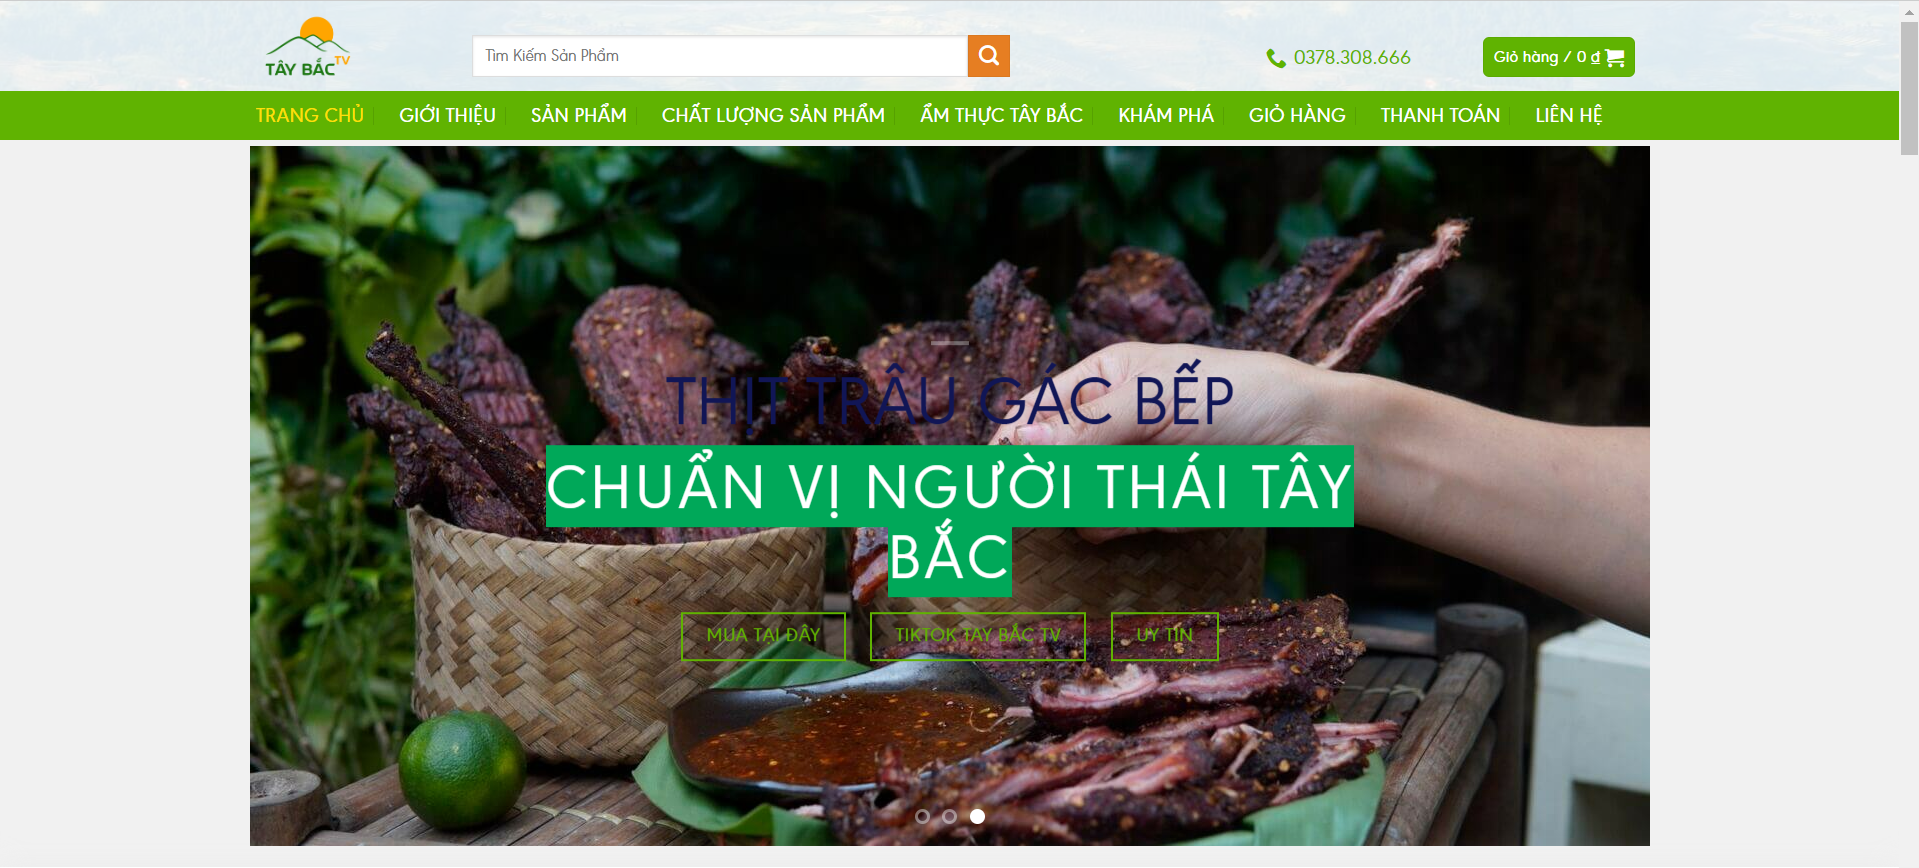 TÂY BẮC TV
Tìm Kiếm Sản Phẩm
0378.308.666
Giỏ hàng / 0 ₫
TRANG CHỦ GIỚI THIỆU SẢN PHẨM CHẤT LƯỢNG SẢN PHẨM ẨM THỰC TÂY BẮC KHÁM PHÁ GIỎ HÀNG THANH TOÁN LIÊN HỆ
THỊT TRÂU GÁC BẾP
CHUẨN VỊ NGƯỜI THÁI TÂY
BẮC
MUA TẠI ĐÂY TIKTOK TAY BẮC TV UY TÍN